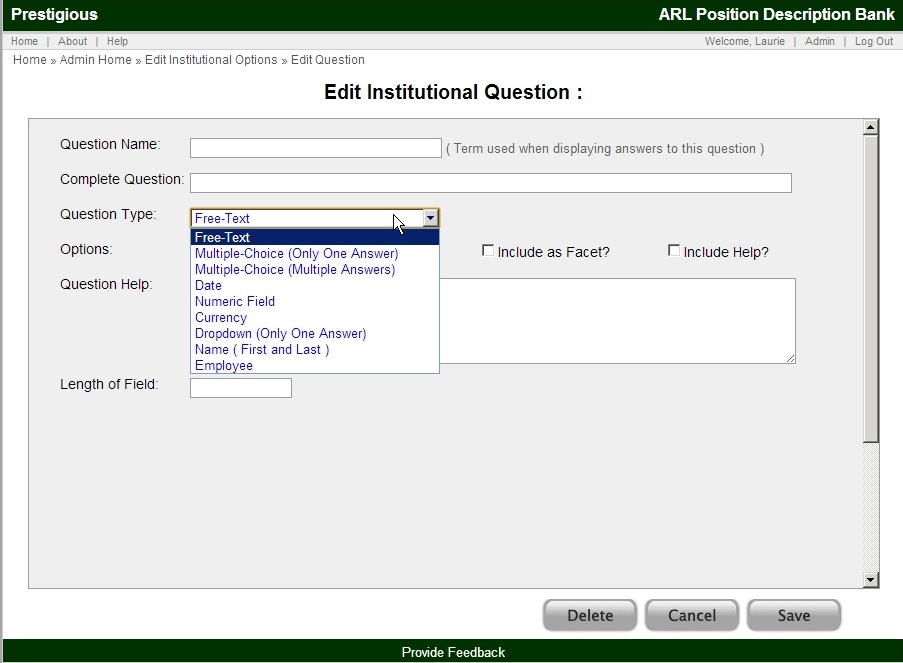 Prestigious ARL Position Description Bank
Home | About | Help Welcome, Laurie | Admin | Log Out
Home » Admin Home » Edit Institutional Options » Edit Question
Edit Institutional Question :
Question Name: ( Term used when displaying answers to this question )
Complete Question:
Question Type: Free-Text
Free-Text
Multiple-Choice (Only One Answer)
Options: Include as Facet? Include Help?
Multiple-Choice (Multiple Answers)
Question Help: Date
Numeric Field
Currency
Dropdown (Only One Answer)
Name ( First and Last )
Employee
Length of Field:
Delete Cancel Save
Provide Feedback